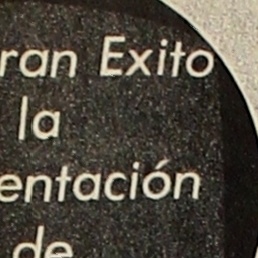 ran Exito
la
entación
de